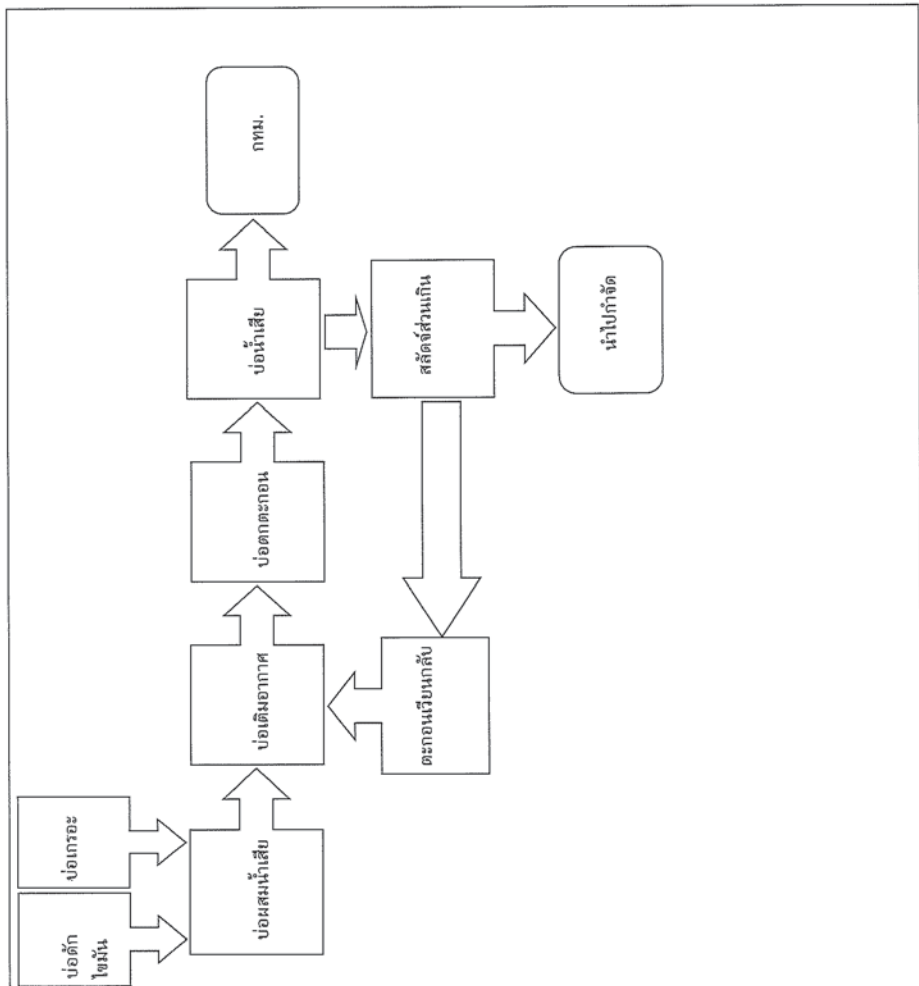 บ่อดัก
ไขมัน
บ่อเกรอะ
บ่อผสมน้ำเสีย
บ่อเติมอากาศ
บ่อตกตะกอน
บ่อน้ำเสีย
กทม.
ตะกอนเวียนกลับ
สลัดจ์ส่วนเกิน
นำไปกำจัด